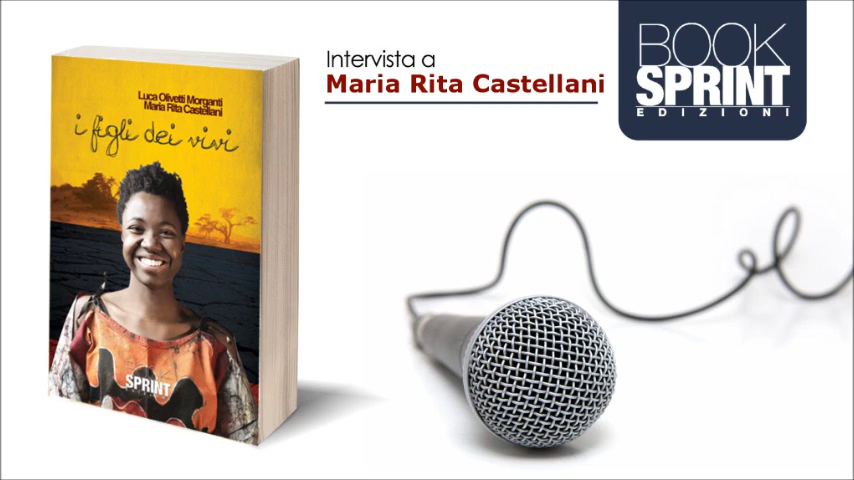 Luca Olivetti Morganti
Maria Rita Castellani
i figli dei vivi
SPRINT
Intervista a
Maria Rita Castellani
BOOK
SPRINT
EDIZIONI